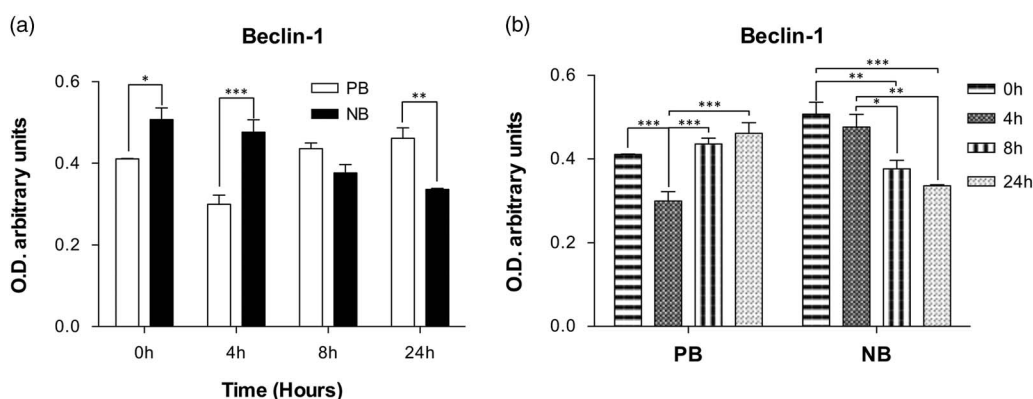 (a)
Beclin-1
O.D. arbitrary units
0.6
0.4
0.2
0.0
*
***
**
PB
NB
0h
4h
8h
24h
Time (Hours)
(b)
Beclin-1
O.D. arbitrary units
0.6
0.4
0.2
0.0
***
***
***
***
**
**
*
PB
NB
0h
4h
8h
24h